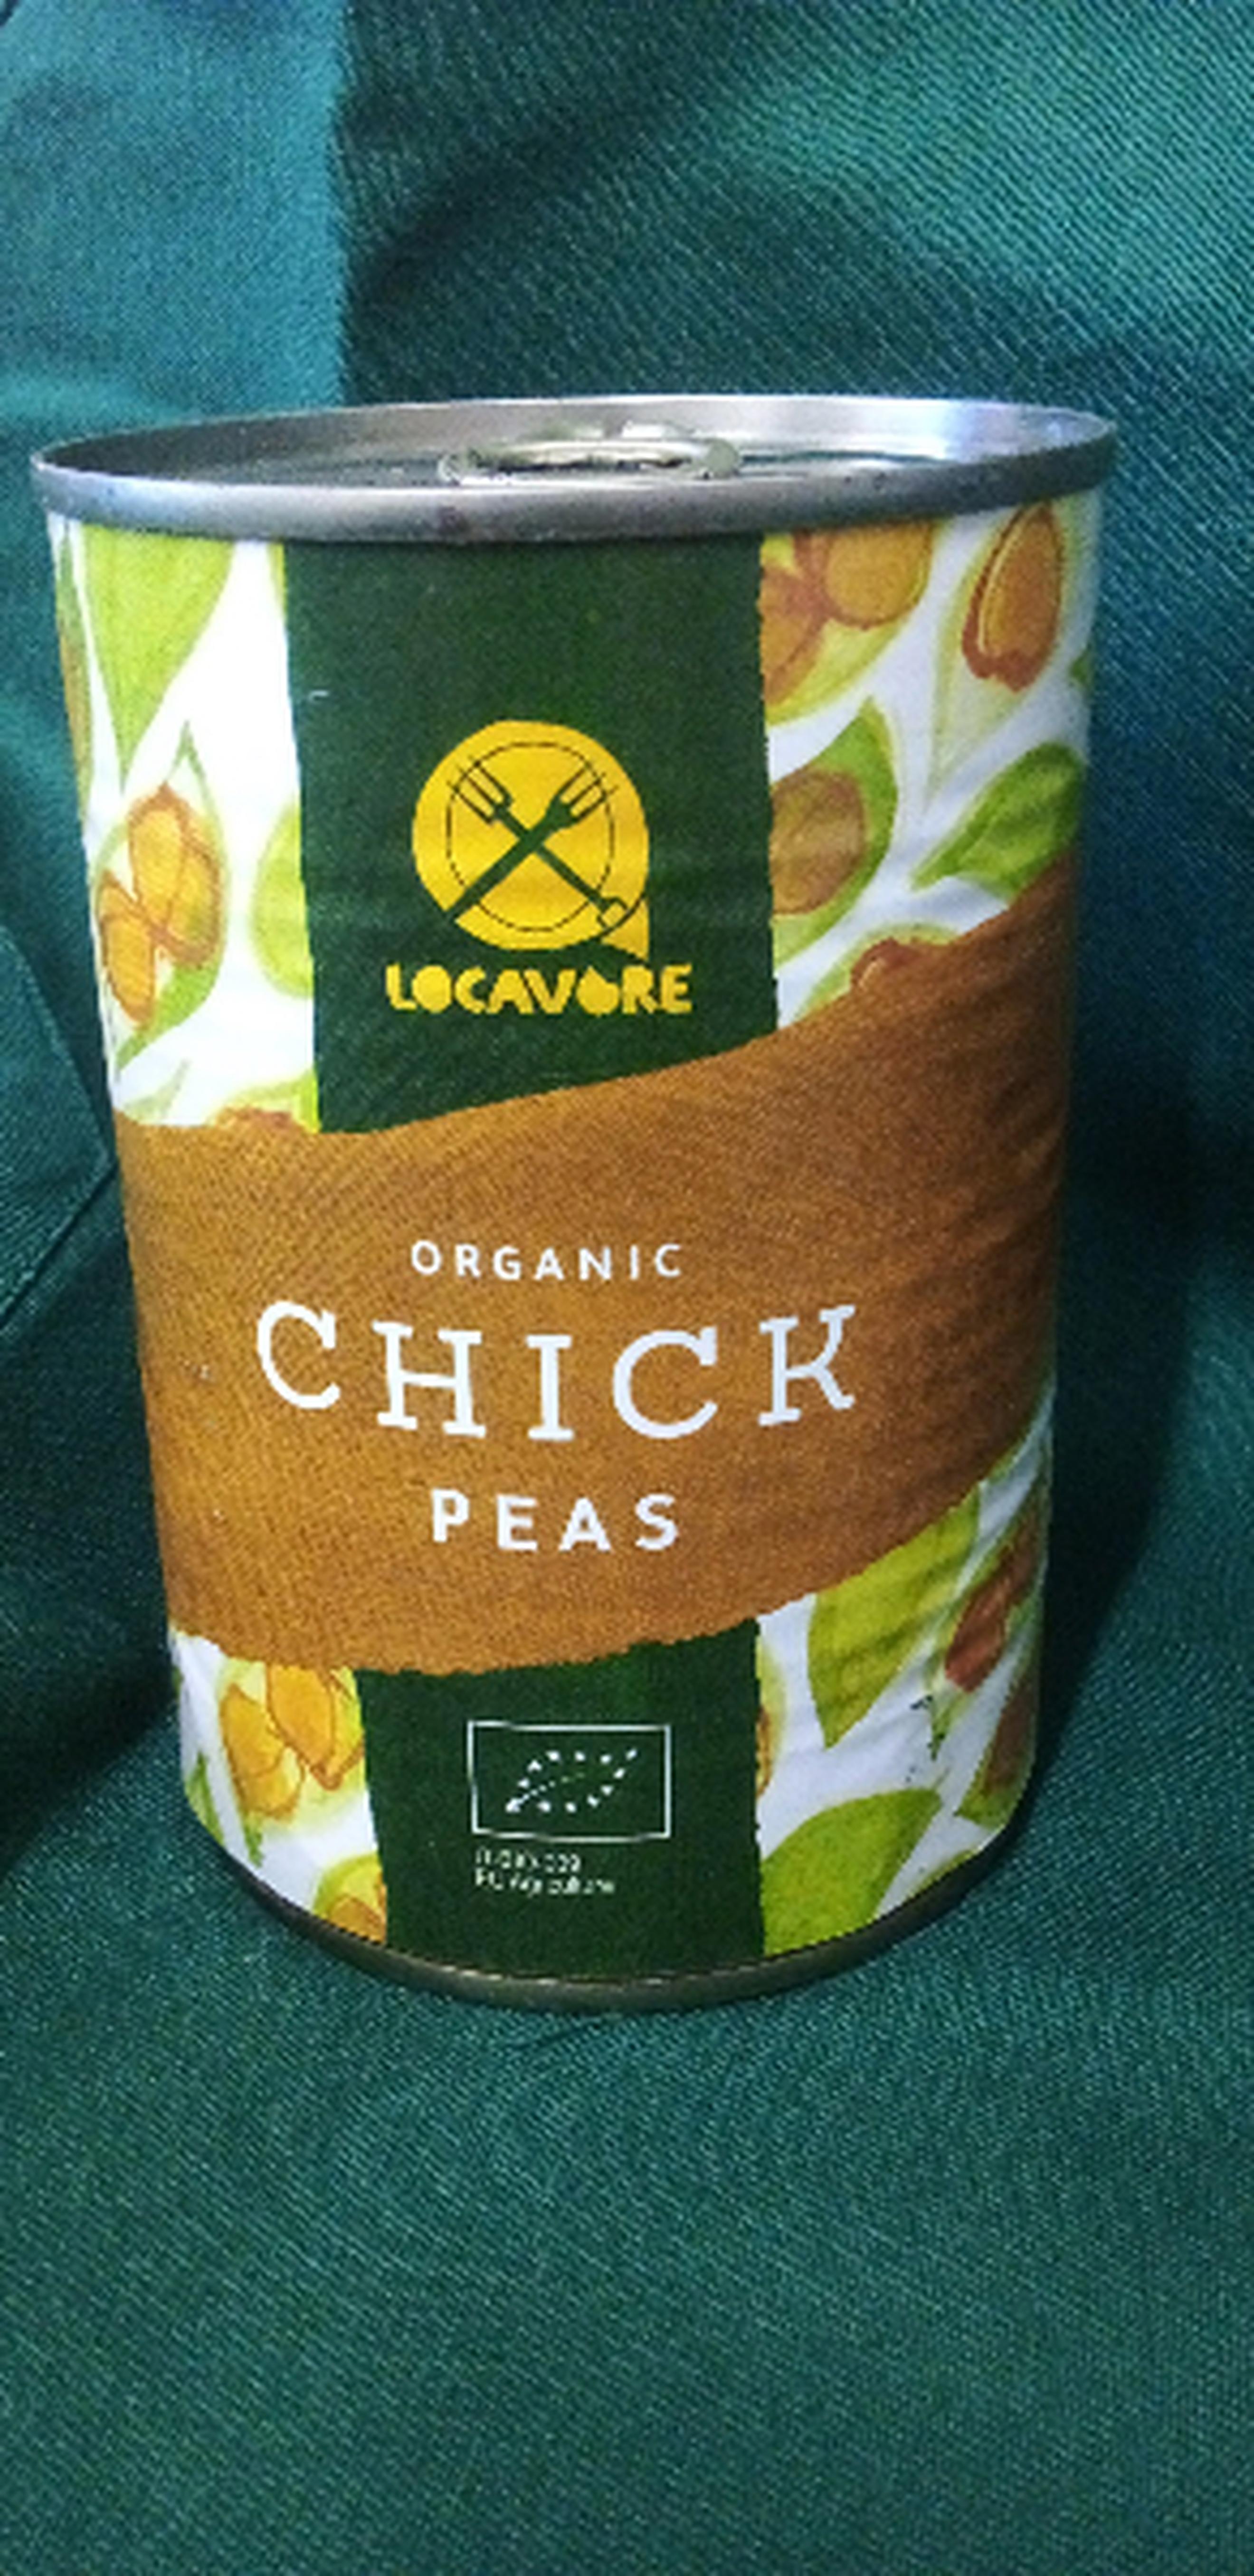 LOCAVORE
ORGANIC
CHICK
PEAS
EU Agriculture